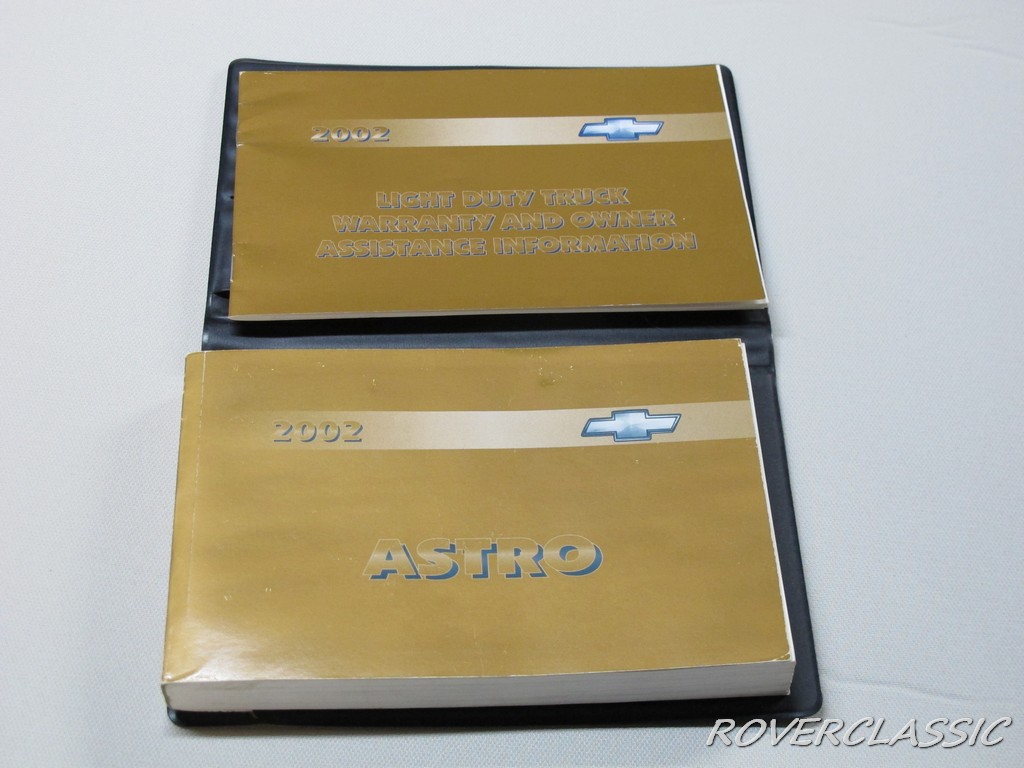 2002
LIGHT DUTY TRUCK
WARRANTY AND OWNER
ASSISTANCE INFORMATION
2002
ASTRO
ROVERCLASSIC